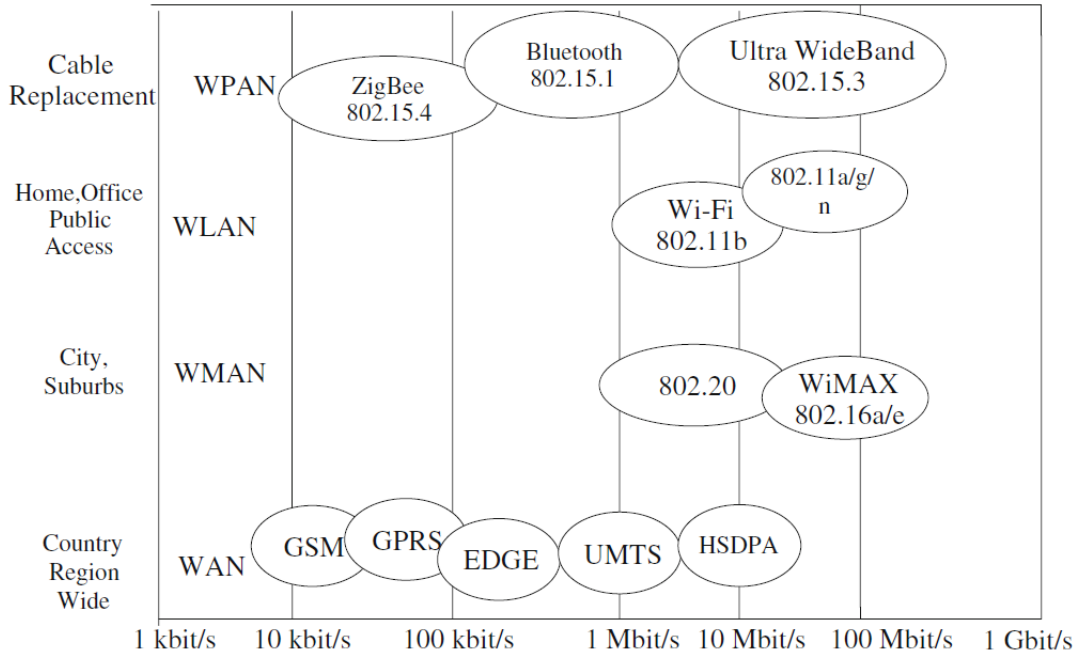 Cable
Replacement
WPAN
ZigBee
802.15.4
Bluetooth
802.15.1
Ultra WideBand
802.15.3
Home,Office
Public
Access
WLAN
Wi-Fi
802.11b
802.11a/g/
n
City,
Suburbs
WMAN
802.20
WiMAX
802.16a/e
Country
Region
Wide
WAN
GSM
GPRS
EDGE
UMTS
HSDPA
1 kbit/s
10 kbit/s
100 kbit/s
1 Mbit/s
10 Mbit/s
100 Mbit/s
1 Gbit/s